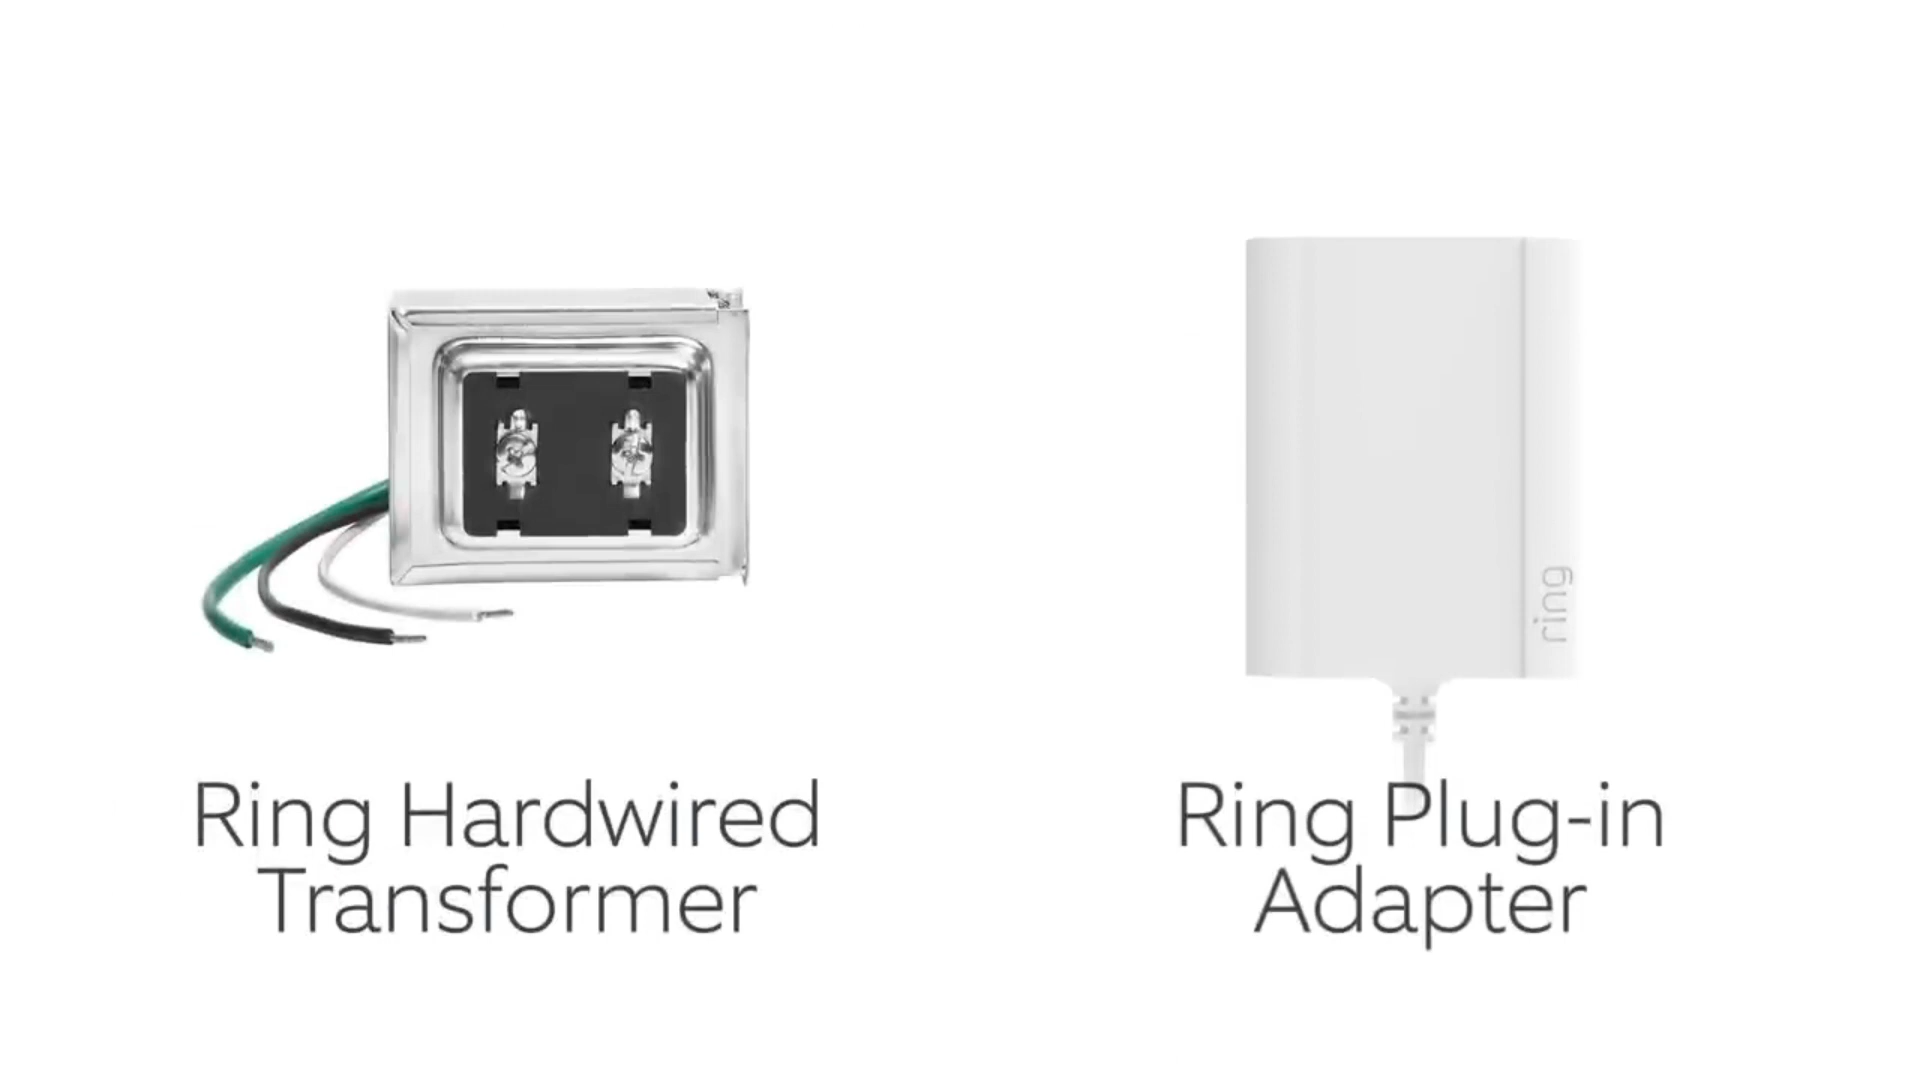 ring
Ring Hardwired
Transformer
Ring Plug-in
Adapter